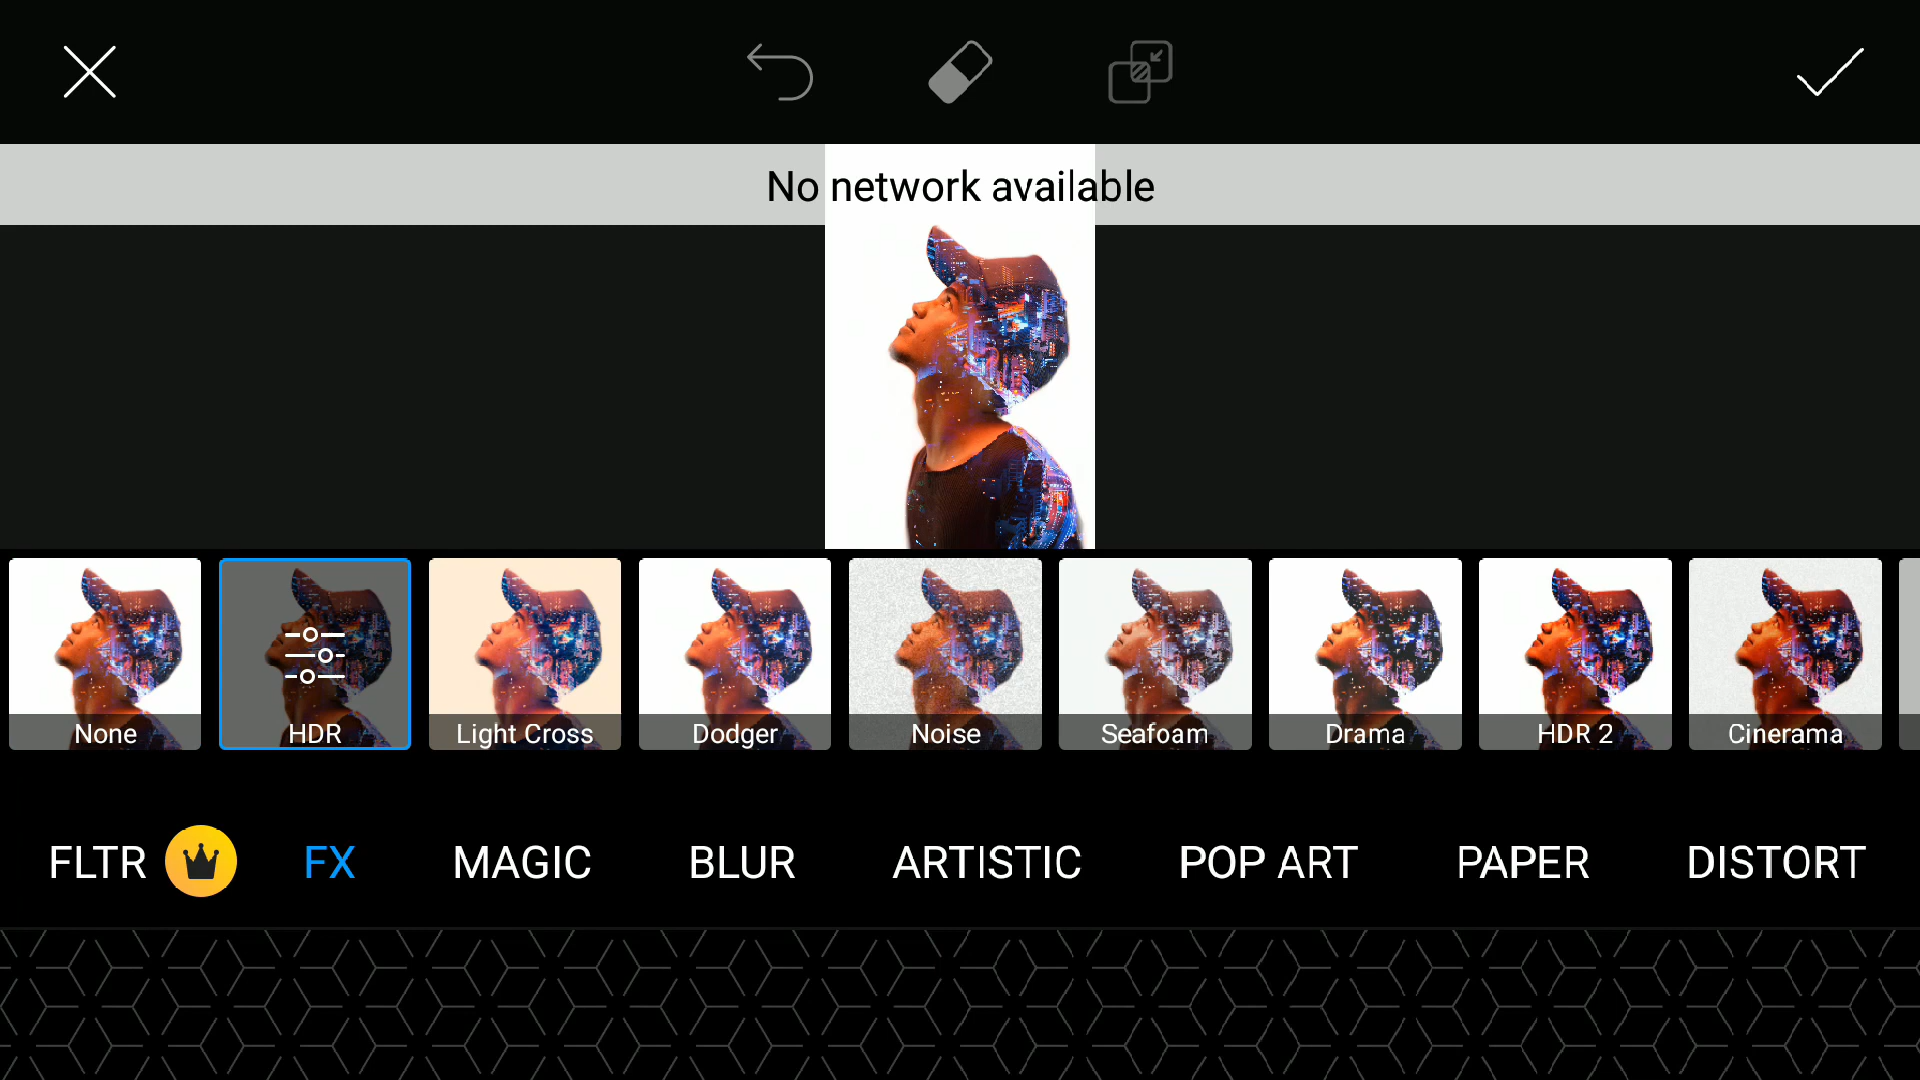 No network available
None
HDR
Light Cross
Dodger
Noise
Seafoam
Drama
HDR 2
Cinerama
FLTR
FX
MAGIC
BLUR
ARTISTIC
POP ART
PAPER
DISTORT